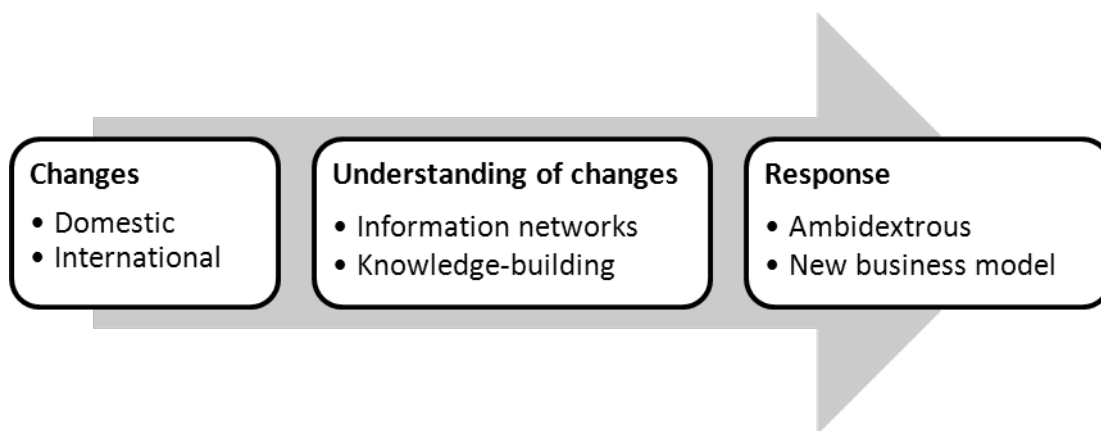 Changes
• Domestic
• International
Understanding of changes
• Information networks
• Knowledge-building
Response
• Ambidextrous
• New business model